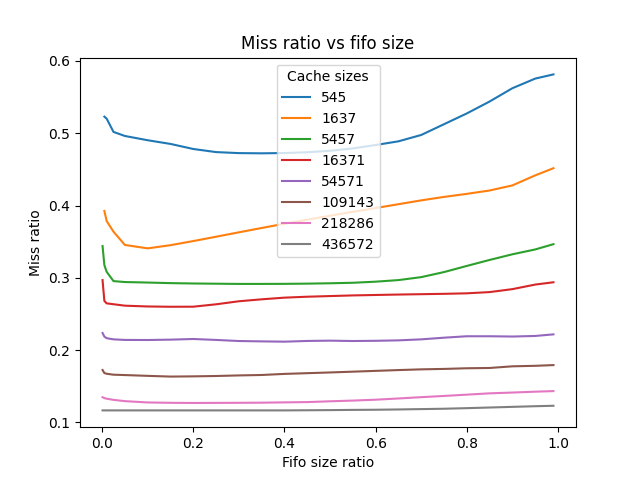 Miss ratio vs fifo size
Cache sizes
545
1637
5457
16371
54571
109143
218286
436572
Miss ratio
0.6
0.5
0.4
0.3
0.2
0.1
0.0 0.2 0.4 0.6 0.8 1.0
Fifo size ratio